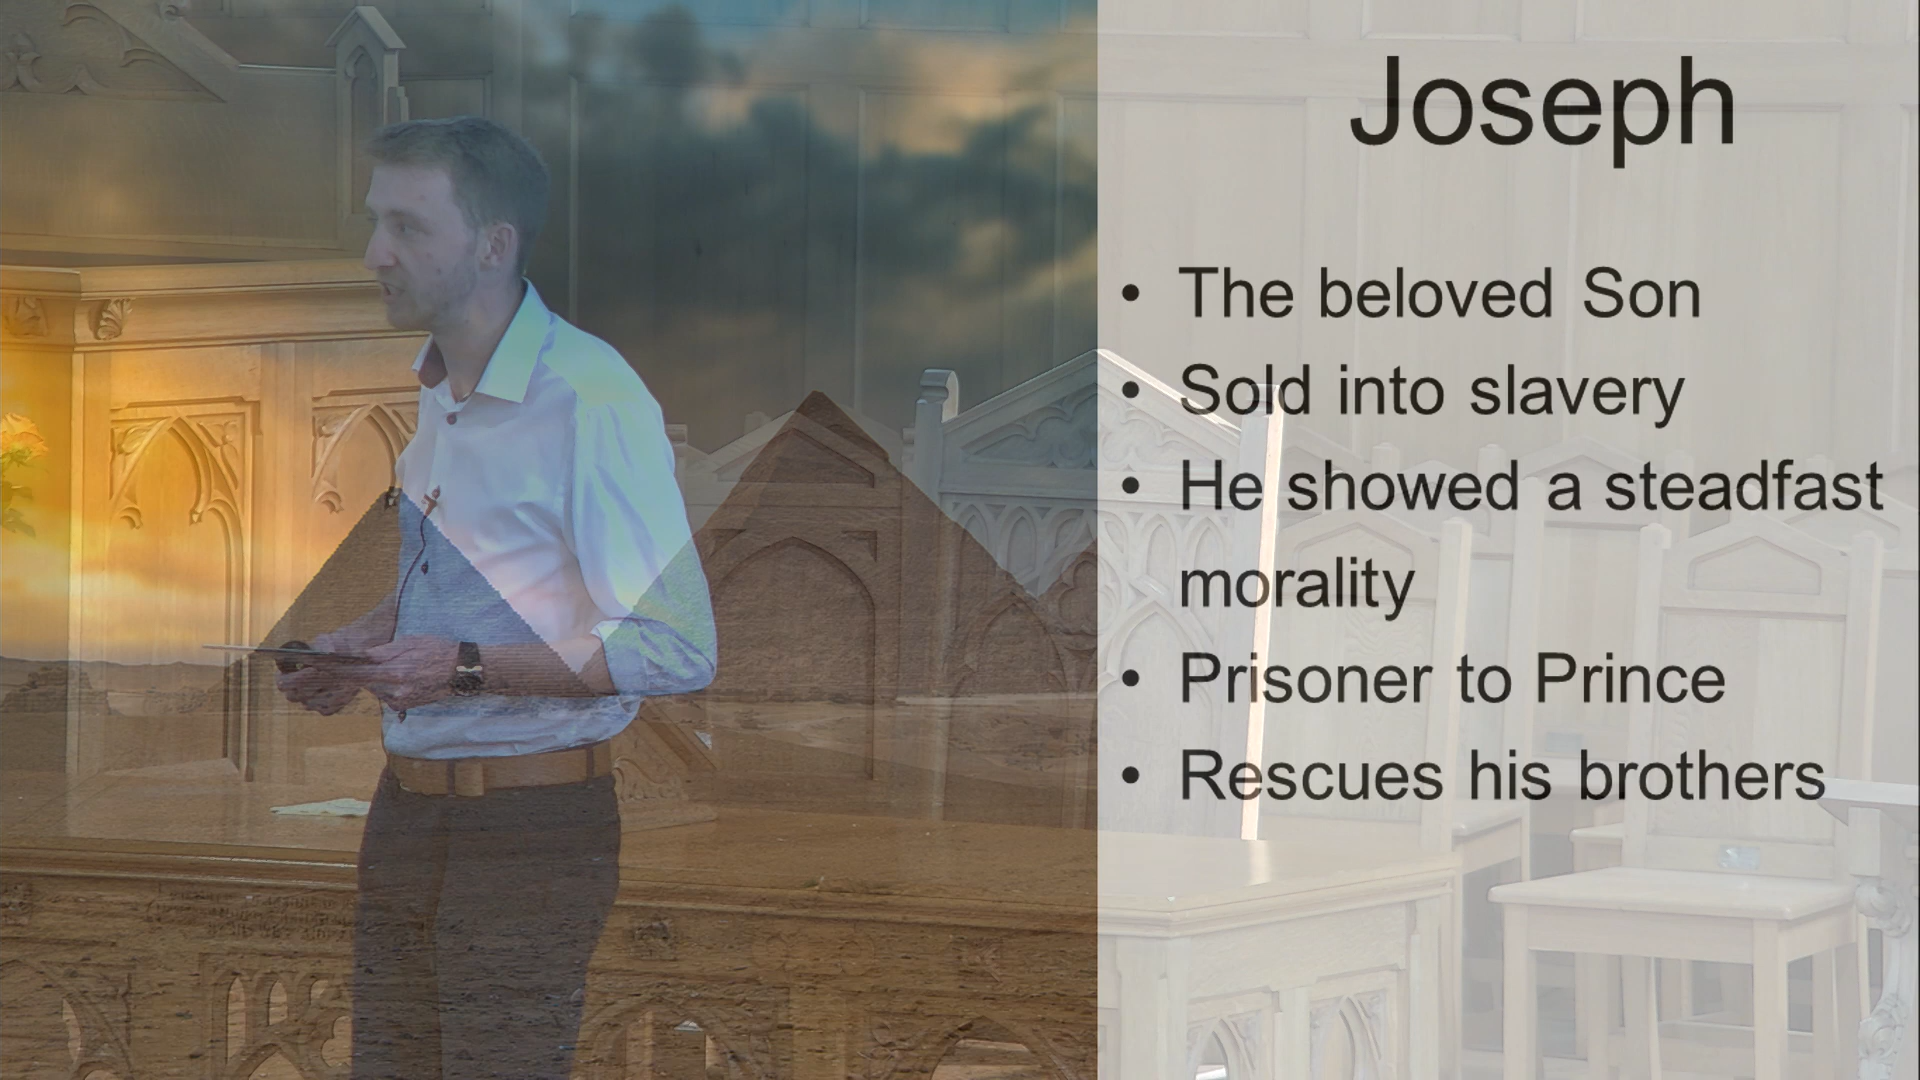 Joseph
• The beloved Son
• Sold into slavery
• He showed a steadfast
morality
• Prisoner to Prince
• Rescues his brothers